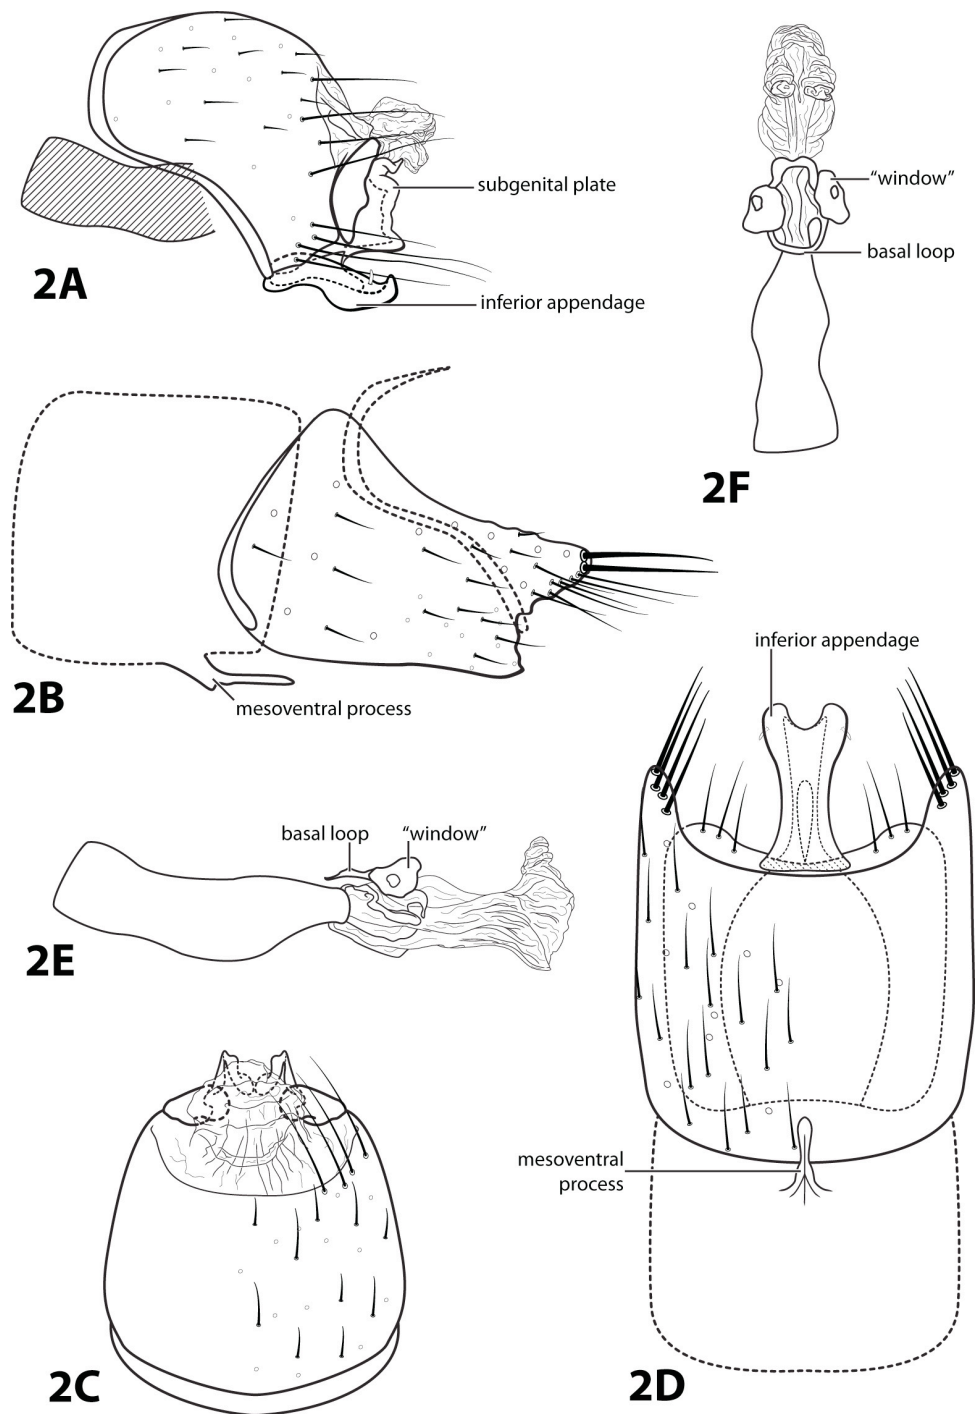 subgenital plate
2A
inferior appendage
“window”
basal loop
2F
2B
mesoventral process
inferior appendage
basal loop
“window”
2E
mesoventral
process
2C
2D